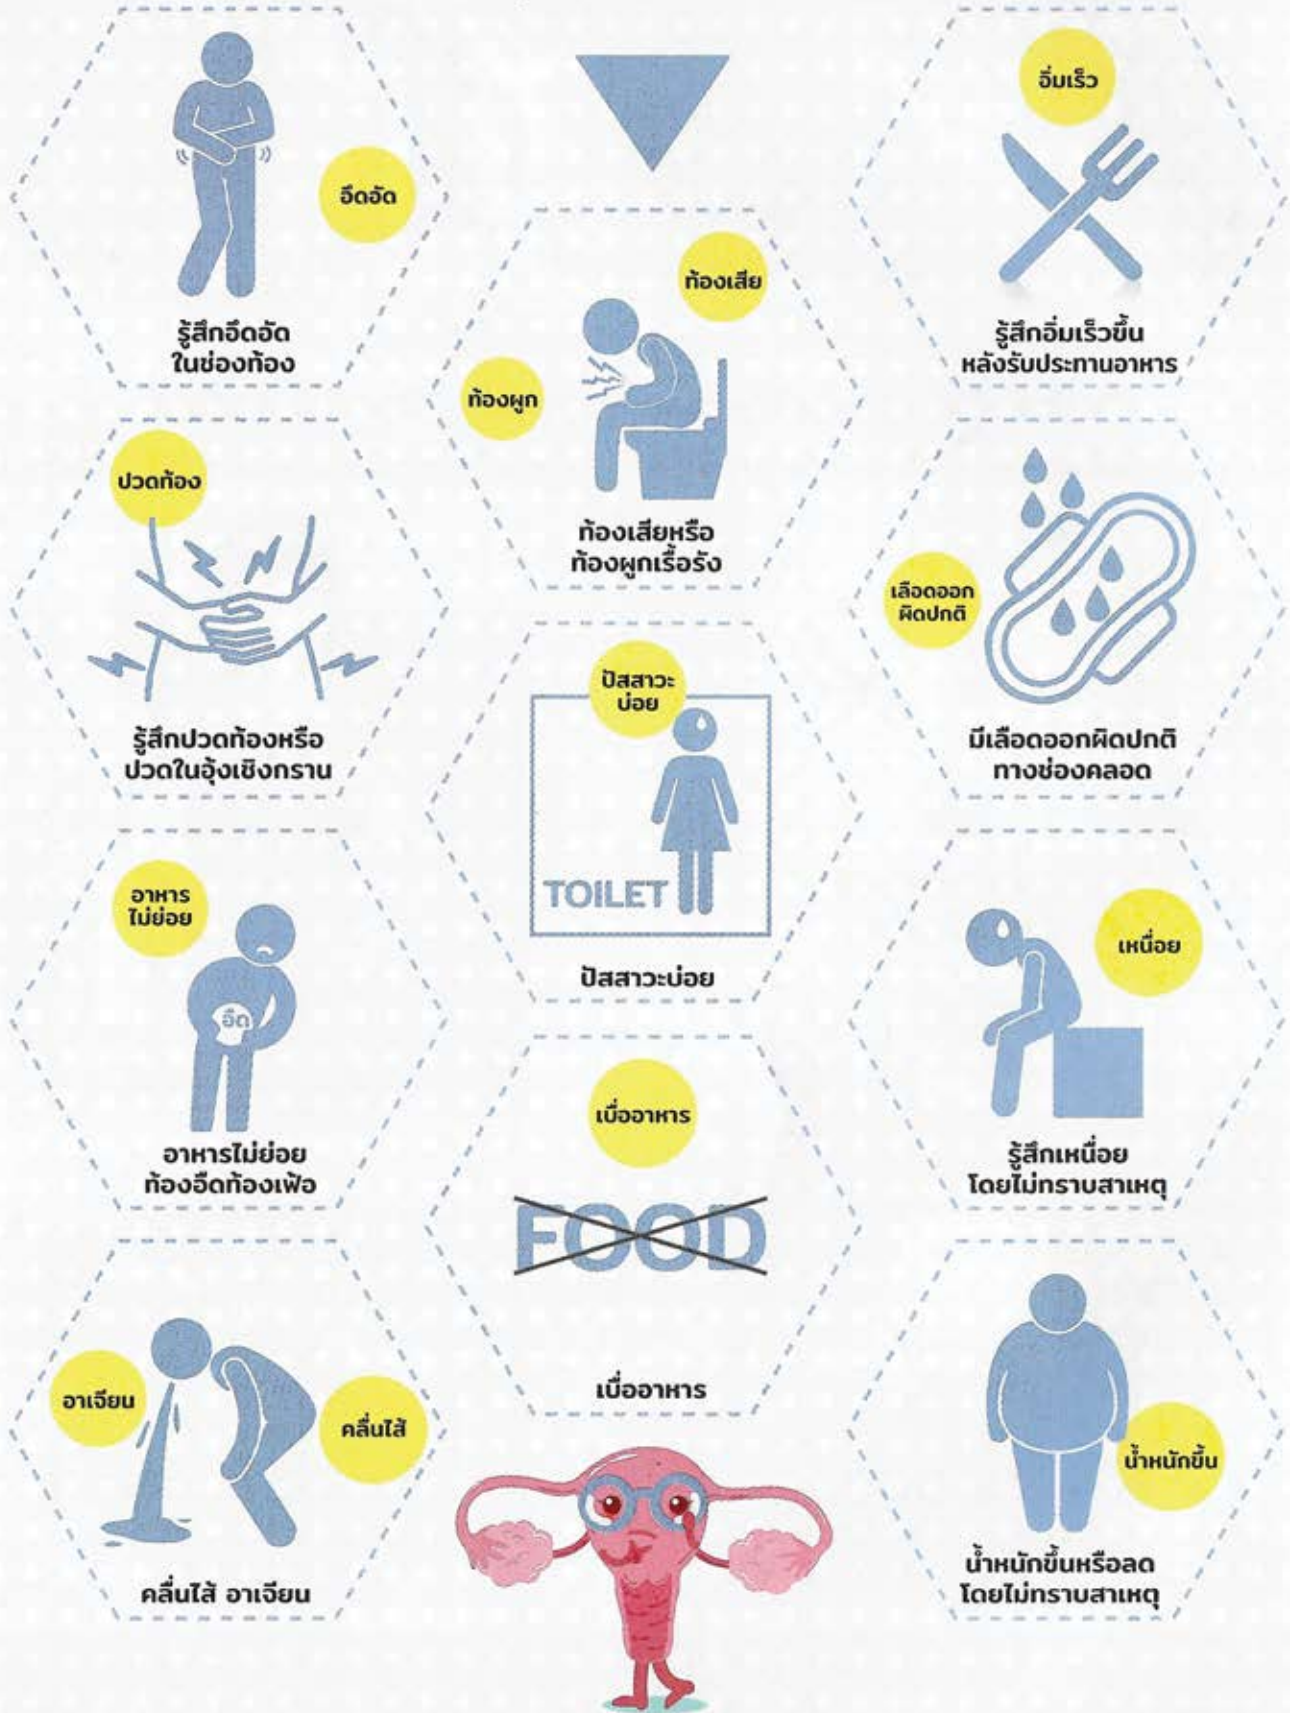 อึดอัด
รู้สึกอึดอัด
ในช่องท้อง
อิ่มเร็ว
รู้สึกอิ่มเร็วขึ้น
หลังรับประทานอาหาร
ท้องเสีย
ท้องผูก
ท้องเสียหรือ
ท้องผูกเรื้อรัง
ปวดท้อง
รู้สึกปวดท้องหรือ
ปวดในอุ้งเชิงกราน
เลือดออก
ผิดปกติ
มีเลือดออกผิดปกติ
ทางช่องคลอด
ปัสสาวะ
บ่อย
TOILET
ปัสสาวะบ่อย
อาหาร
ไม่ย่อย
อืด
อาหารไม่ย่อย
ท้องอืดท้องเฟ้อ
เหนื่อย
รู้สึกเหนื่อย
โดยไม่ทราบสาเหตุ
เบื่ออาหาร
FOOD
เบื่ออาหาร
อาเจียน
คลื่นไส้
คลื่นไส้ อาเจียน
น้ำหนักขึ้น
น้ำหนักขึ้นหรือลด
โดยไม่ทราบสาเหตุ